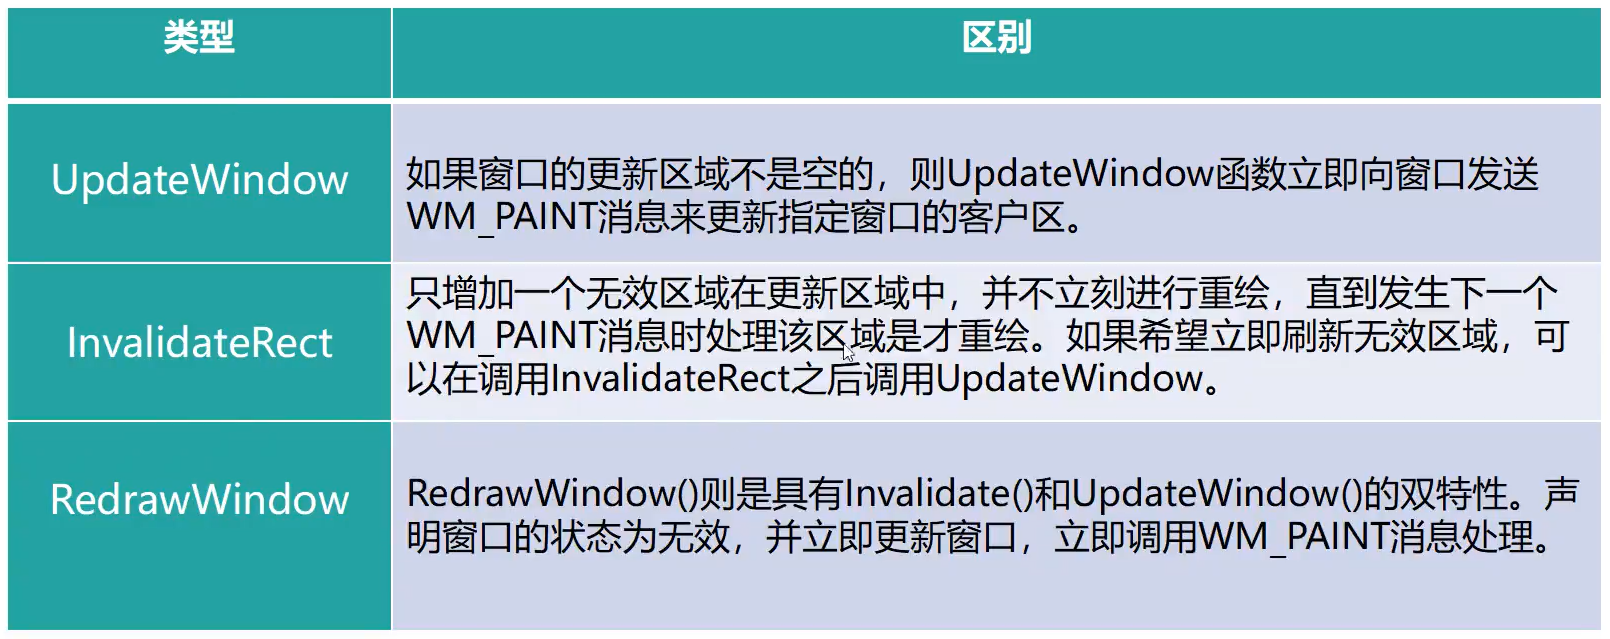 类型
区别
UpdateWindow
如果窗口的更新区域不是空的，则UpdateWindow函数立即向窗口发送
WM_PAINT消息来更新指定窗口的客户区。
InvalidateRect
只增加一个无效区域在更新区域中，并不立刻进行重绘，直到发生下一个
WM_PAINT消息时处理该区域是才重绘。如果希望立即刷新无效区域，可
以在调用InvalidateRect之后调用UpdateWindow。
RedrawWindow
RedrawWindow()则是具有Invalidate()和UpdateWindow()的双特性。声
明窗口的状态为无效，并立即更新窗口，立即调用WM_PAINT消息处理。